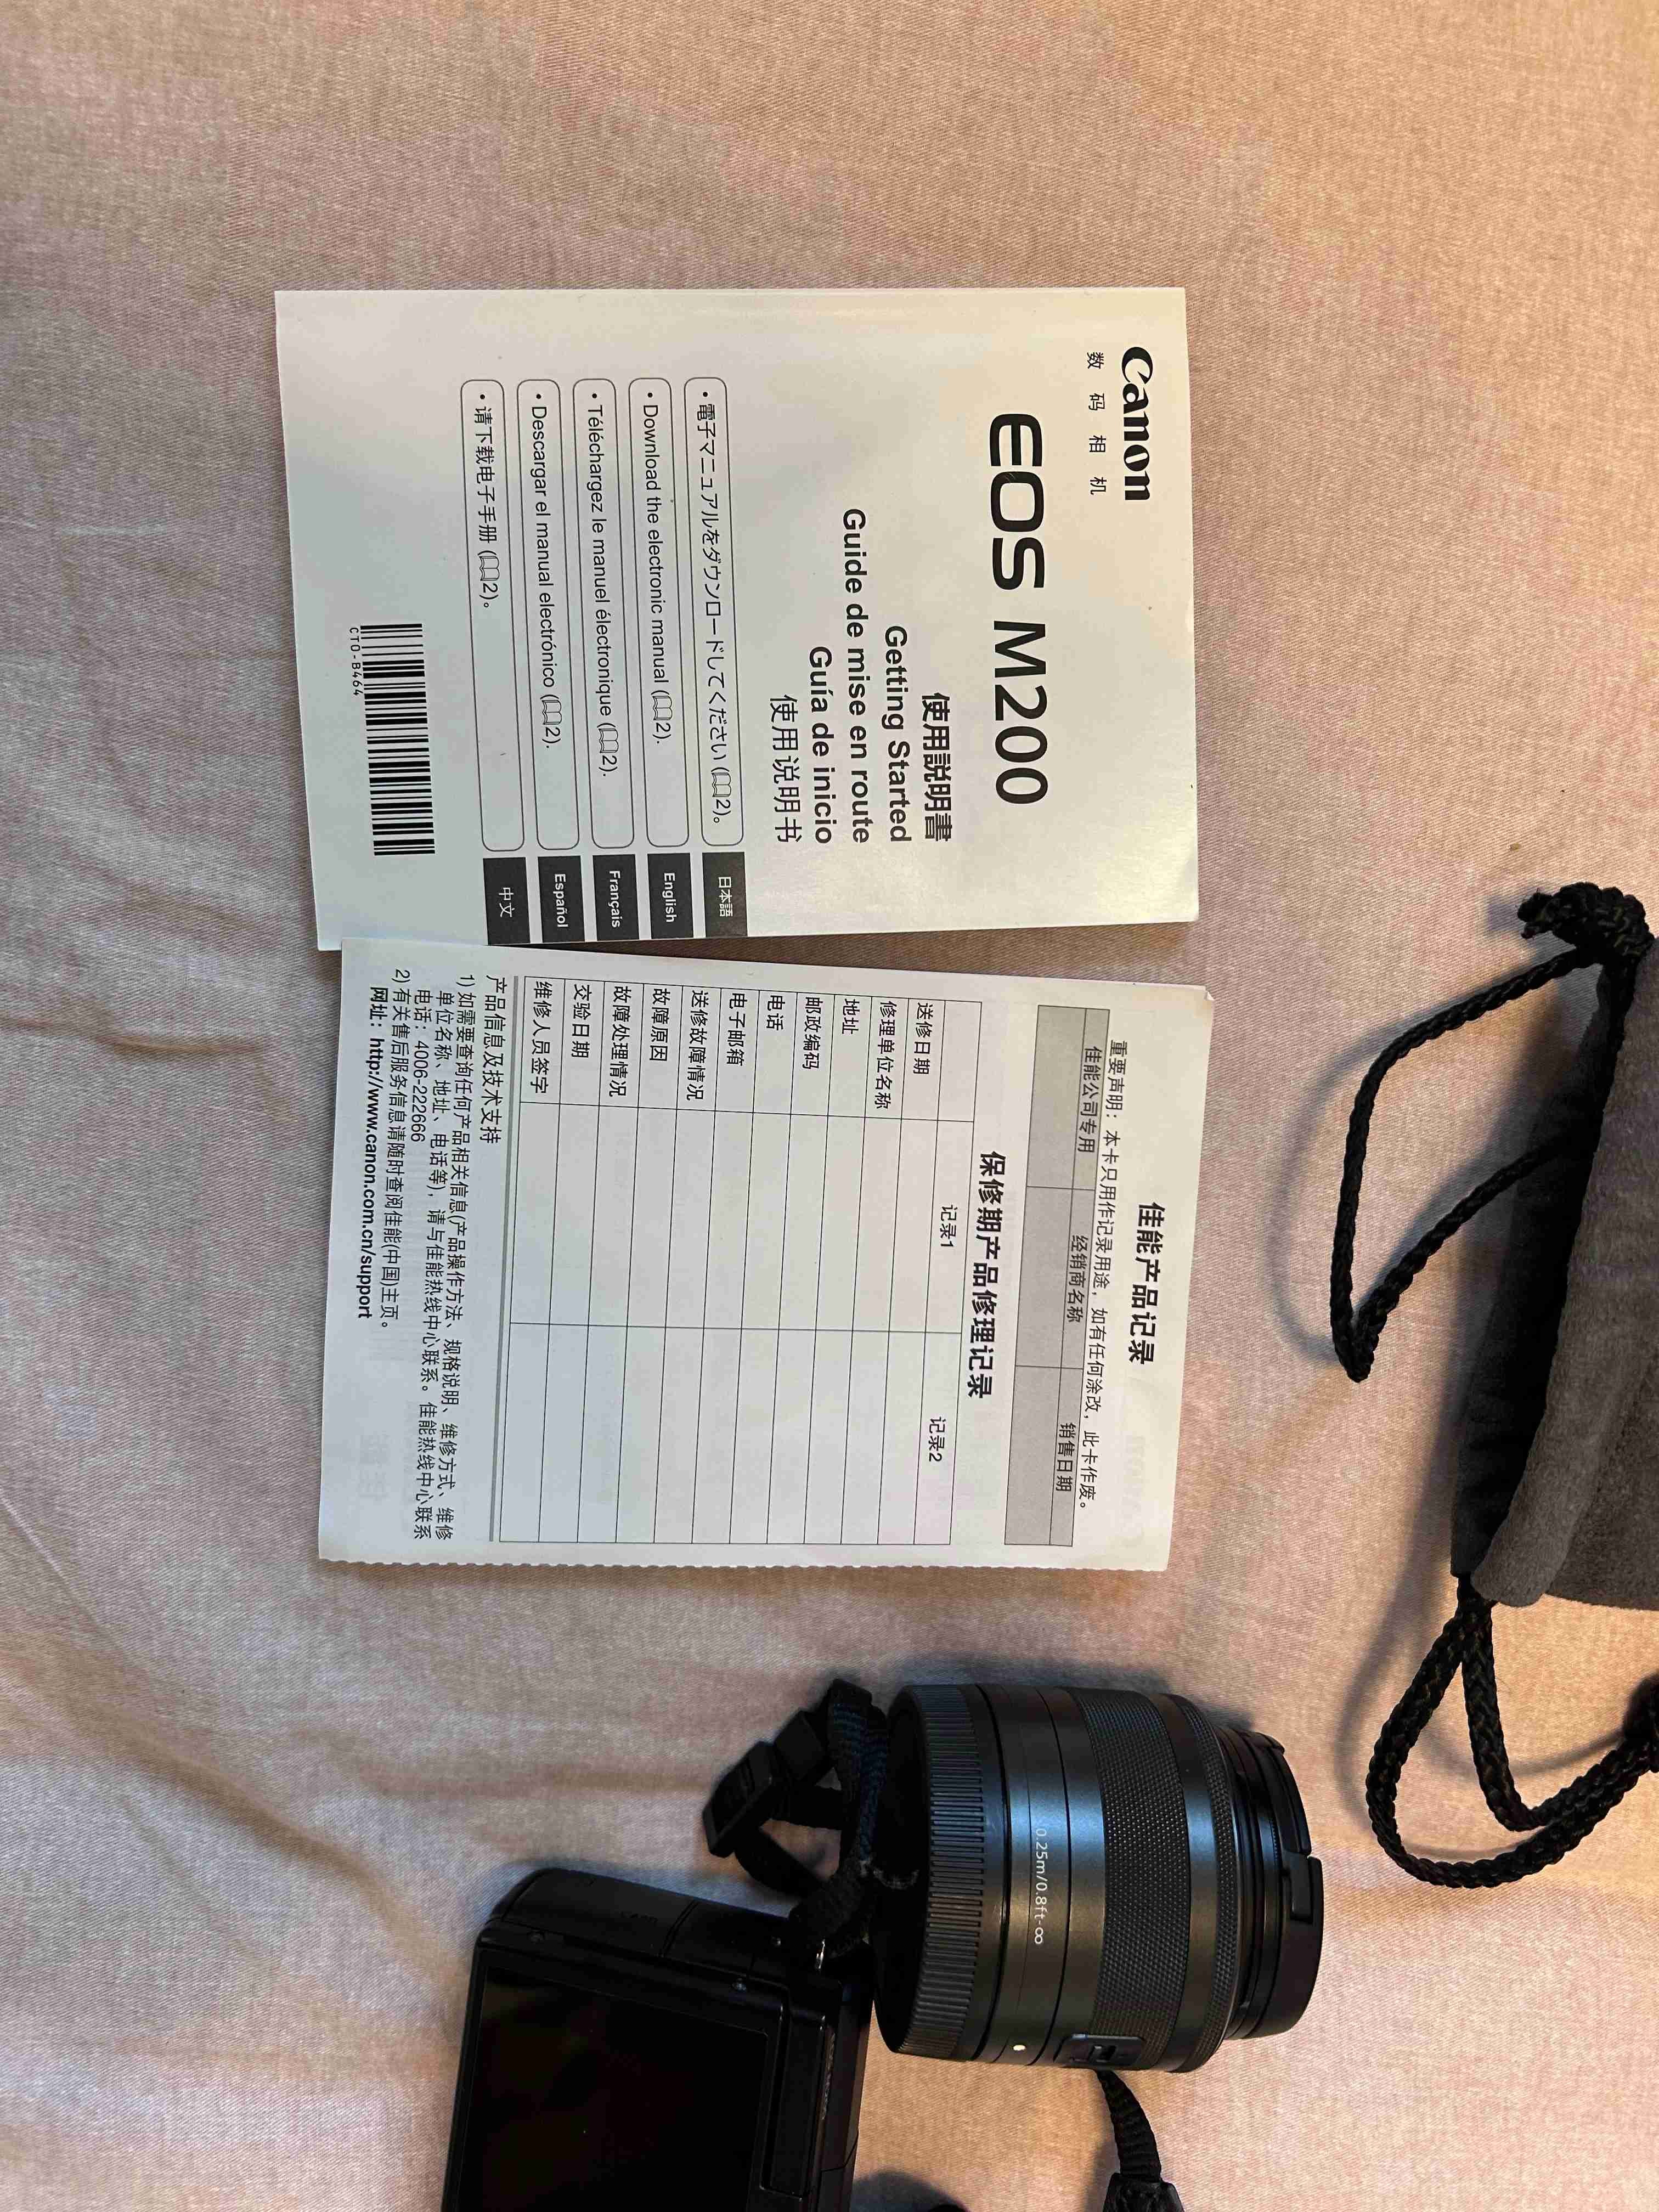 Canon
数码相机
EOS M200
使用説明書
Getting Started
Guide de mise en route
Guía de inicio
使用说明书
・電子マニュアルをダウンロードしてください (2)。
日本語
• Download the electronic manual (2).
English
• Téléchargez le manuel électronique (2).
Français
• Descargar el manual electrónico (2).
Español
• 请下载电子手册 (2)。
中文
CT0-B464
佳能产品记录
重要声明：本卡只用作记录用途，如有任何涂改，此卡作废。
佳能公司专用 经销商名称 销售日期
保修期产品修理记录
记录1 记录2
送修日期
修理单位名称
地址
邮政编码
电话
电子邮箱
送修故障情况
故障原因
故障处理情况
交验日期
维修人员签字
产品信息及技术支持
1) 如需要查询任何产品相关信息(产品操作方法、规格说明、维修方式、维修
单位名称、地址、电话等)，请与佳能热线中心联系。佳能热线中心联系
电话：4006-222666
2) 有关售后服务信息请随时查阅佳能(中国)主页。
网址：http://www.canon.com.cn/support
0.25m/0.8ft-∞